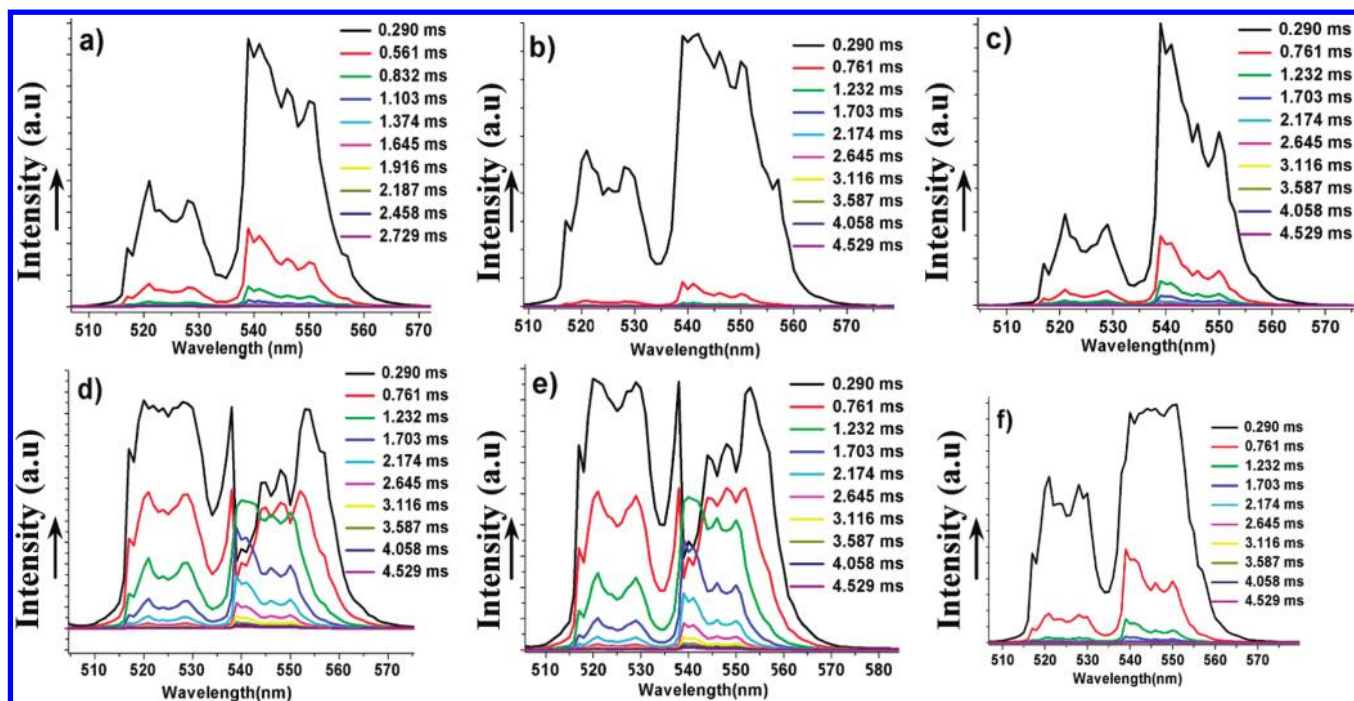 a)
Intensity (a.u)
0.290 ms
0.561 ms
0.832 ms
1.103 ms
1.374 ms
1.645 ms
1.916 ms
2.187 ms
2.458 ms
2.729 ms
510 520 530 540 550 560 570
Wavelength (nm)
b)
Intensity (a.u)
0.290 ms
0.761 ms
1.232 ms
1.703 ms
2.174 ms
2.645 ms
3.116 ms
3.587 ms
4.058 ms
4.529 ms
510 520 530 540 550 560 570
Wavelength(nm)
c)
Intensity (a.u)
0.290 ms
0.761 ms
1.232 ms
1.703 ms
2.174 ms
2.645 ms
3.116 ms
3.587 ms
4.058 ms
4.529 ms
510 520 530 540 550 560 570
Wavelength(nm)
d)
Intensity (a.u)
0.290 ms
0.761 ms
1.232 ms
1.703 ms
2.174 ms
2.645 ms
3.116 ms
3.587 ms
4.058 ms
4.529 ms
510 520 530 540 550 560 570
Wavelength(nm)
e)
Intensity (a.u)
0.290 ms
0.761 ms
1.232 ms
1.703 ms
2.174 ms
2.645 ms
3.116 ms
3.587 ms
4.058 ms
4.529 ms
510 520 530 540 550 560 570 580
Wavelength(nm)
f)
Intensity (a.u)
0.290 ms
0.761 ms
1.232 ms
1.703 ms
2.174 ms
2.645 ms
3.116 ms
3.587 ms
4.058 ms
4.529 ms
510 520 530 540 550 560 570
Wavelength(nm)